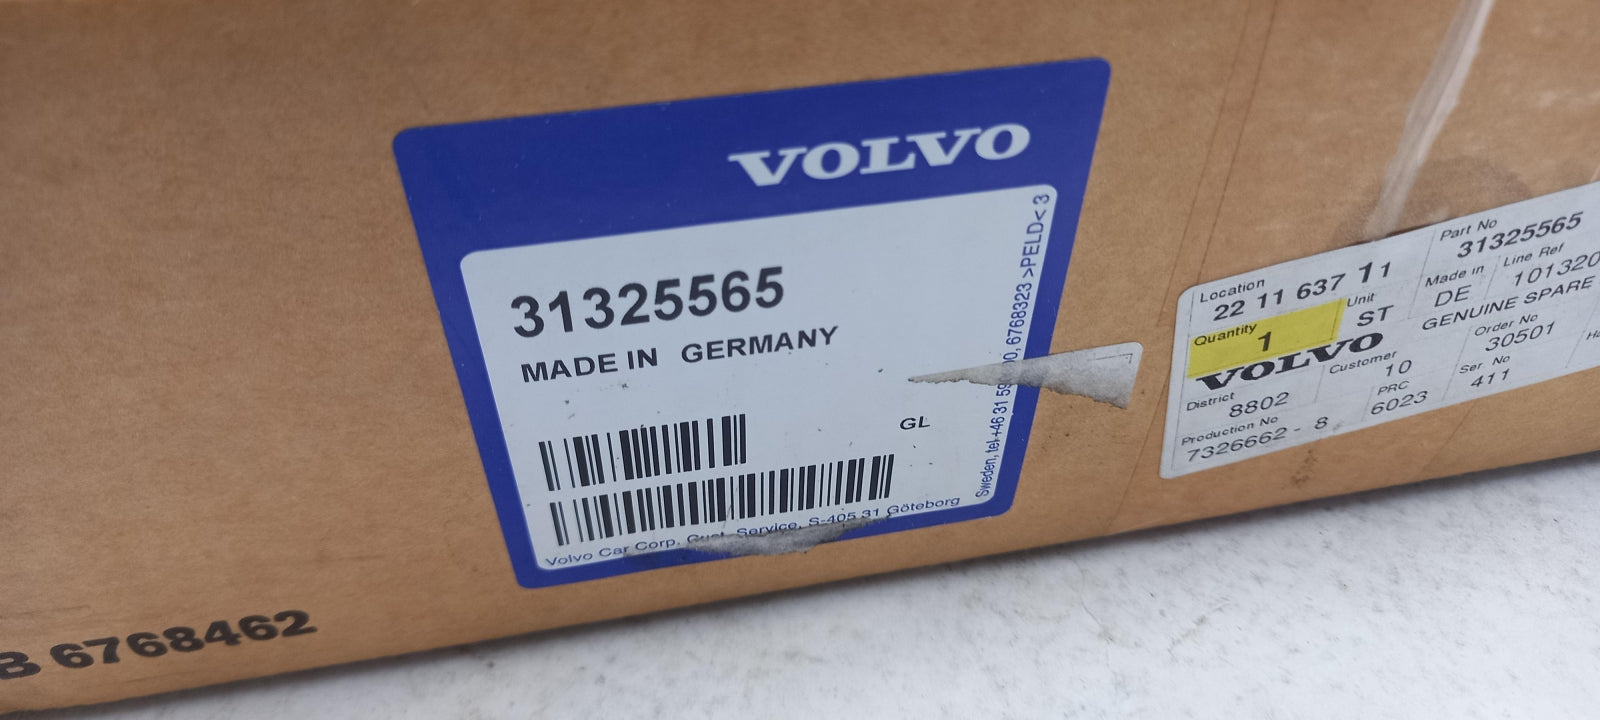 VOLVO
31325565
MADE IN GERMANY
GL
Volvo Car Corp. Cust. Service, S-405 31 Göteborg
Sweden, tel +46 31 59 00, 6768323 >PELD< 3
6768462
Location
22 11 637 11
Part No
31325565
Quantity
1
Unit
ST
Made in
DE
Line Ref
101320
VOLVO
GENUINE SPARE
District
8802
Customer
10
Order No
30501
Production No
7326662 - 8
PRC
6023
Ser No
411